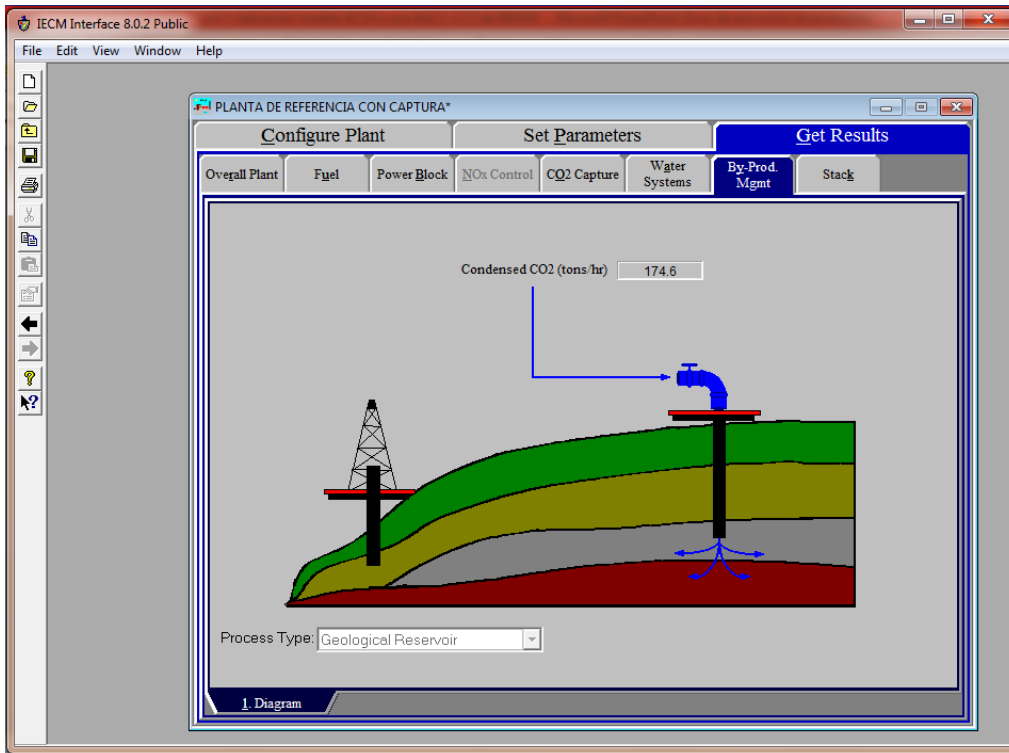 IECM Interface 8.0.2 Public
File Edit View Window Help
PLANTA DE REFERENCIA CON CAPTURA*
Configure Plant Set Parameters Get Results
Overall Plant Fuel Power Block NOx Control CO2 Capture Water Systems By-Prod. Mgmt Stack
Condensed CO2 (tons/hr) 174.6
Process Type: Geological Reservoir
1. Diagram